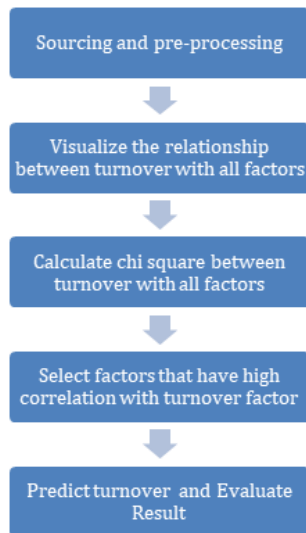 Sourcing and pre-processing
Visualize the relationship
between turnover with all factors
Calculate chi square between
turnover with all factors
Select factors that have high
correlation with turnover factor
Predict turnover and Evaluate
Result